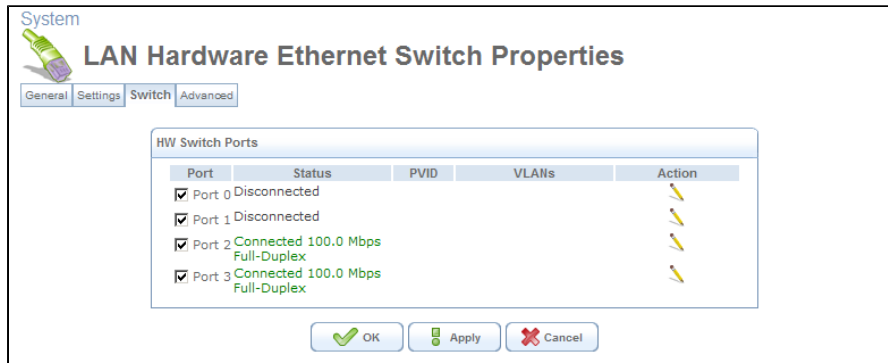 System
LAN Hardware Ethernet Switch Properties
General Settings Switch Advanced
HW Switch Ports
Port Status PVID VLANs Action
Port 0 Disconnected
Port 1 Disconnected
Port 2 Connected 100.0 Mbps
Full-Duplex
Port 3 Connected 100.0 Mbps
Full-Duplex
OK Apply Cancel